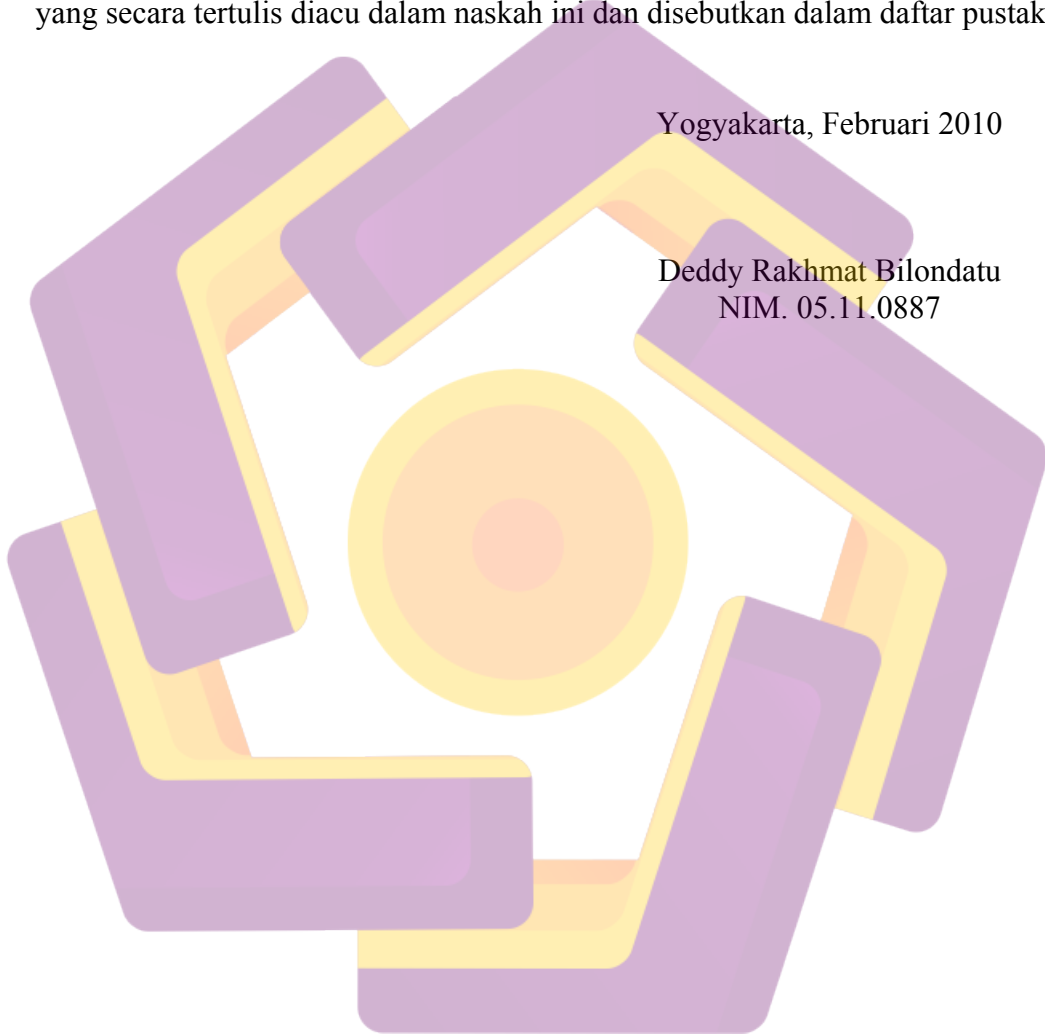 yang secara tertulis diacu dalam naskah ini dan disebutkan dalam daftar pustak
Yogyakarta, Februari 2010
Deddy Rakhmat Bilondatu
NIM. 05.11.0887